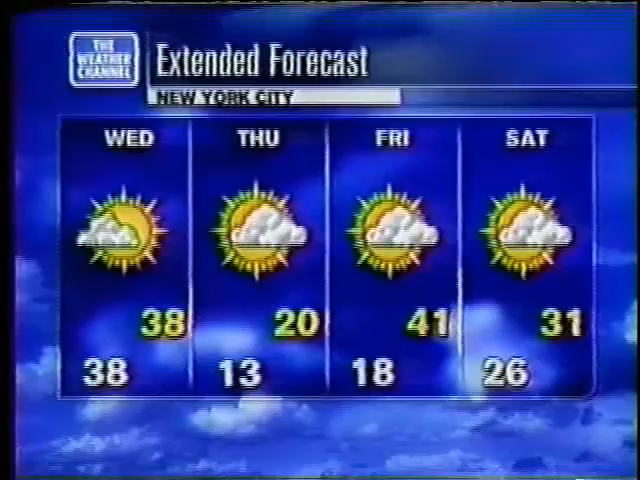 THE
WEATHER
CHANNEL
Extended Forecast
NEW YORK CITY
WED THU FRI SAT
38 20 41 31
38 13 18 26